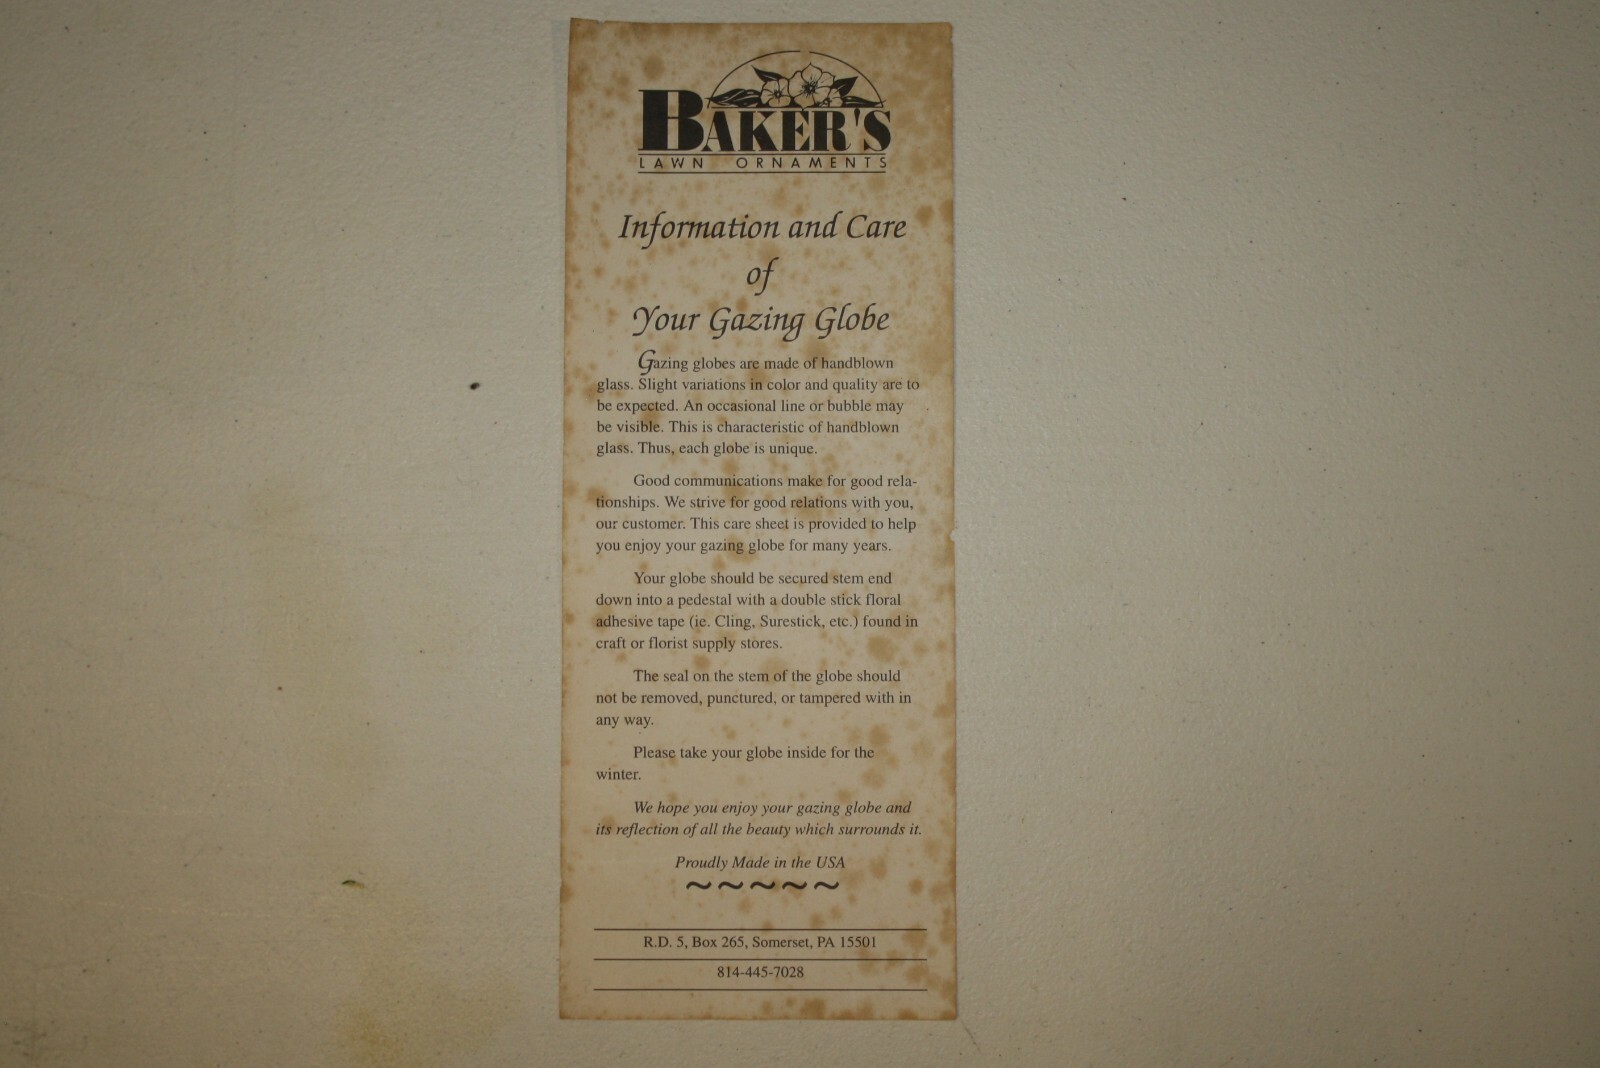 BAKER'S
LAWN ORNAMENTS
Information and Care
of
Your Gazing Globe
Gazing globes are made of handblown
glass. Slight variations in color and quality are to
be expected. An occasional line or bubble may
be visible. This is characteristic of handblown
glass. Thus, each globe is unique.
Good communications make for good rela-
tionships. We strive for good relations with you,
our customer. This care sheet is provided to help
you enjoy your gazing globe for many years.
Your globe should be secured stem end
down into a pedestal with a double stick floral
adhesive tape (ie. Cling, Surestick, etc.) found in
craft or florist supply stores.
The seal on the stem of the globe should
not be removed, punctured, or tampered with in
any way.
Please take your globe inside for the
winter.
We hope you enjoy your gazing globe and
its reflection of all the beauty which surrounds it.
Proudly Made in the USA
~~~~~
R.D. 5, Box 265, Somerset, PA 15501
814-445-7028